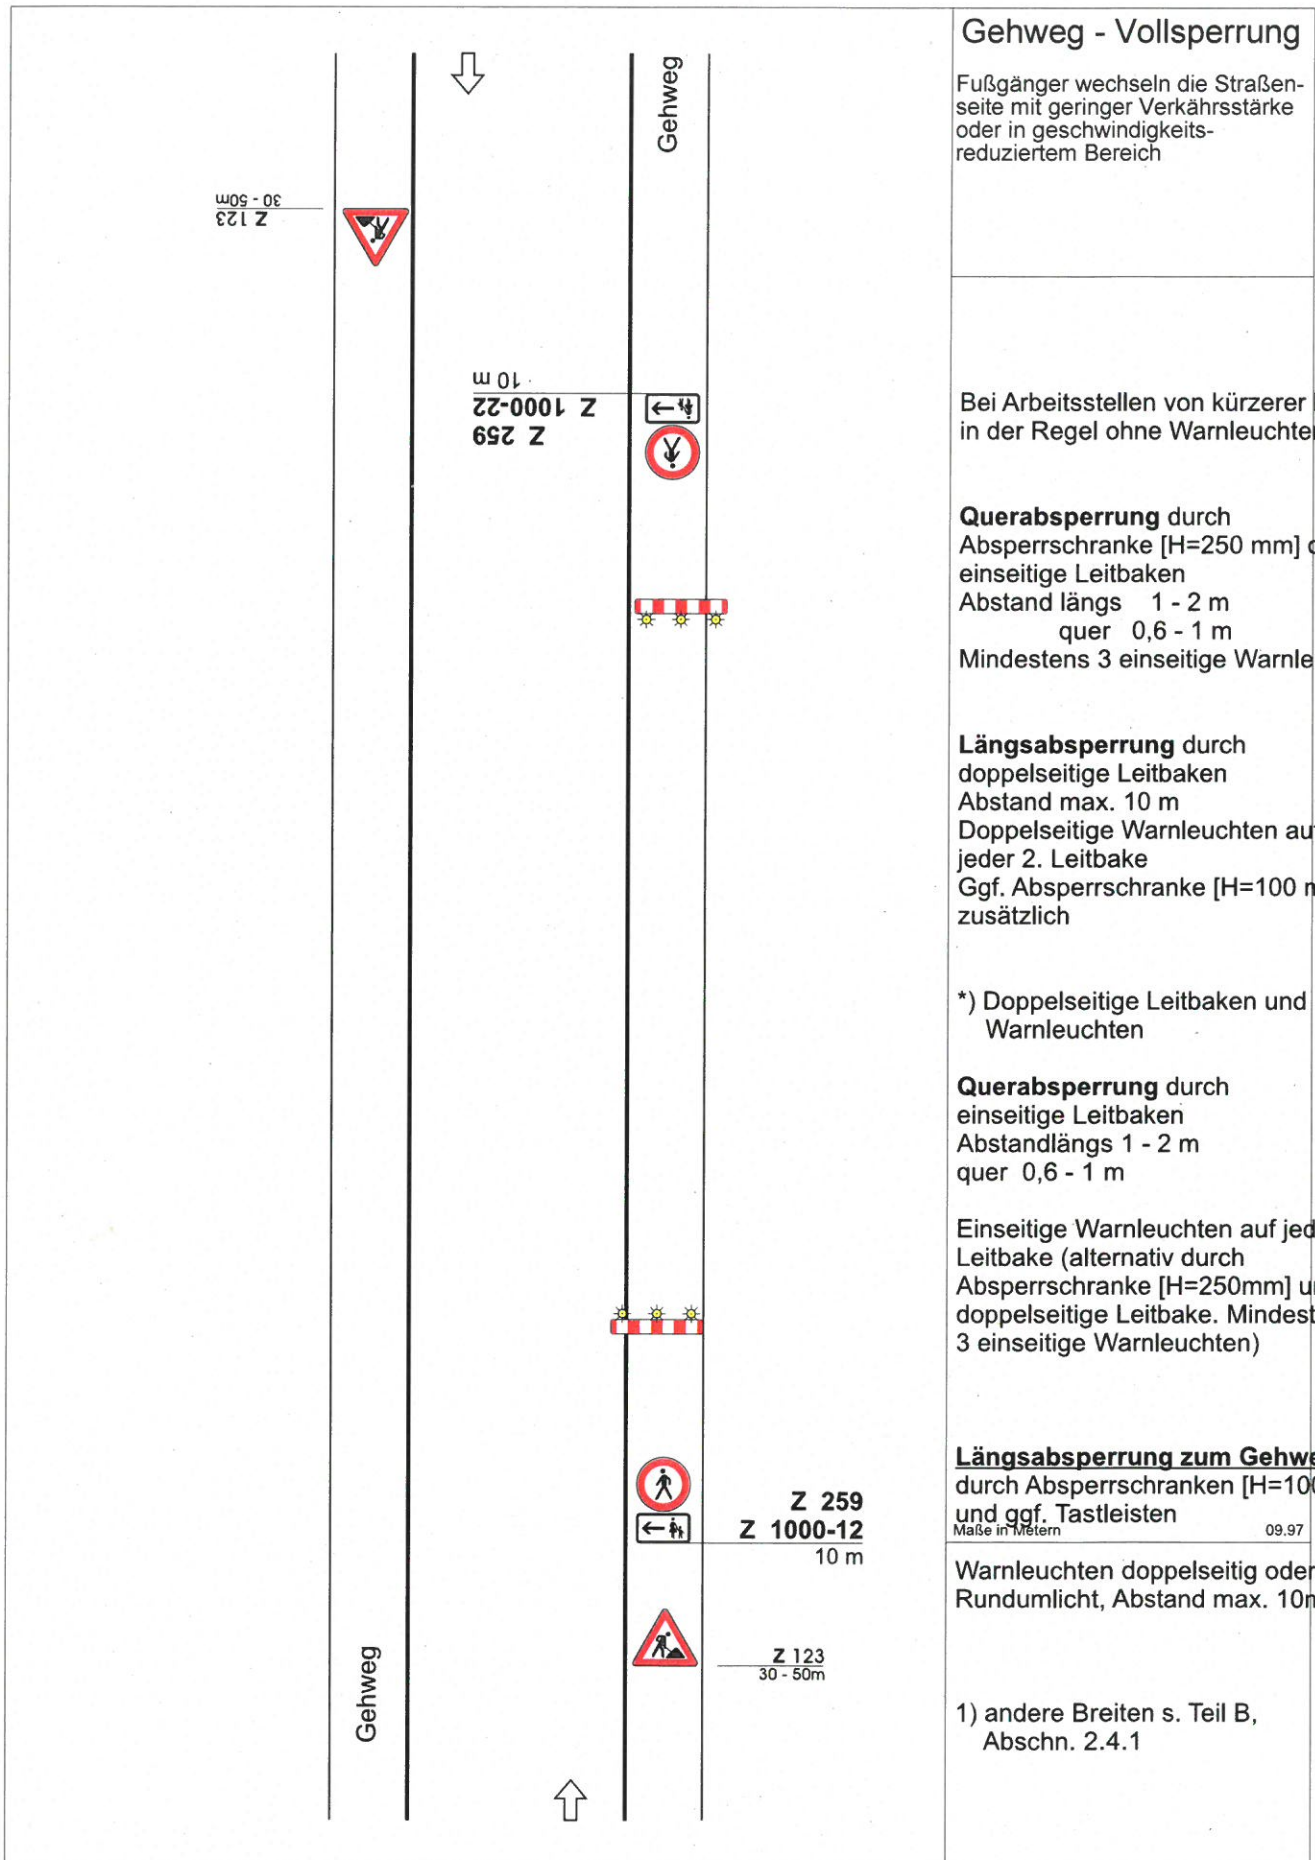 Gehweg - Vollsperrung
Fußgänger wechseln die Straßen-
seite mit geringer Verkährsstärke
oder in geschwindigkeits-
reduziertem Bereich
Gehweg
Z 123
30 - 50m
Z 259
Z 1000-22
10 m
Bei Arbeitsstellen von kürzerer
in der Regel ohne Warnleuchte
Querabsperrung durch
Absperrschranke [H=250 mm]
einseitige Leitbaken
Abstand längs 1 - 2 m
quer 0,6 - 1 m
Mindestens 3 einseitige Warnle
Längsabsperrung durch
doppelseitige Leitbaken
Abstand max. 10 m
Doppelseitige Warnleuchten au
jeder 2. Leitbake
Ggf. Absperrschranke [H=100
zusätzlich
*) Doppelseitige Leitbaken und
Warnleuchten
Querabsperrung durch
einseitige Leitbaken
Abstandlängs 1 - 2 m
quer 0,6 - 1 m
Einseitige Warnleuchten auf jed
Leitbake (alternativ durch
Absperrschranke [H=250mm] u
doppelseitige Leitbake. Mindest
3 einseitige Warnleuchten)
Längsabsperrung zum Gehwe
durch Absperrschranken [H=10
und ggf. Tastleisten
Maße in Metern 09.97
Warnleuchten doppelseitig oder
Rundumlicht, Abstand max. 10m
1) andere Breiten s. Teil B,
Abschn. 2.4.1
Z 259
Z 1000-12
10 m
Z 123
30 - 50m
Gehweg